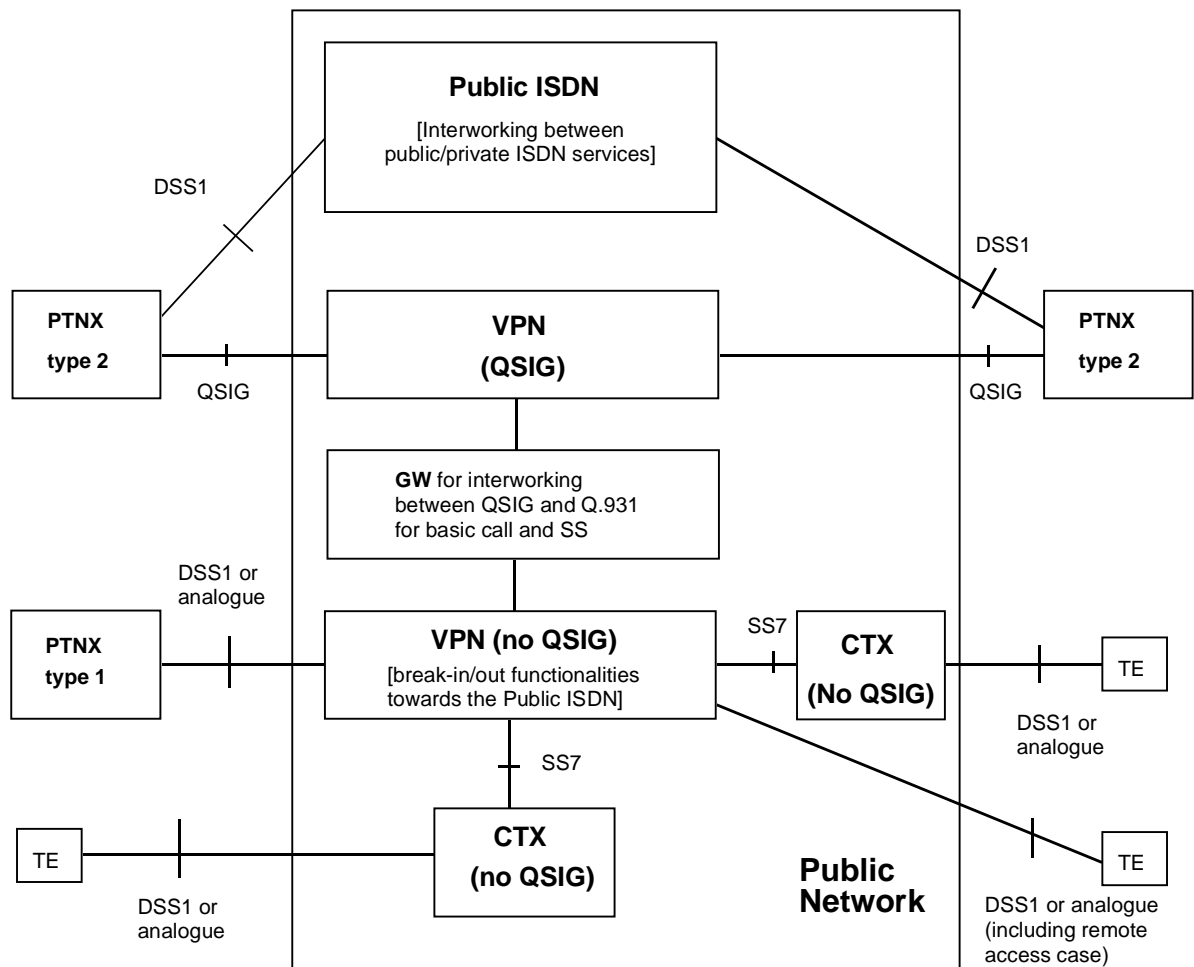 Public ISDN
[Interworking between
public/private ISDN services]
DSS1
DSS1
PTNX
type 2
QSIG
VPN
(QSIG)
QSIG
PTNX
type 2
GW for interworking
between QSIG and Q.931
for basic call and SS
DSS1 or
analogue
PTNX
type 1
VPN (no QSIG)
[break-in/out functionalities
towards the Public ISDN]
SS7
CTX
(No QSIG)
TE
DSS1 or
analogue
SS7
TE
CTX
(no QSIG)
DSS1 or
analogue
Public
Network
TE
DSS1 or analogue
(including remote
access case)